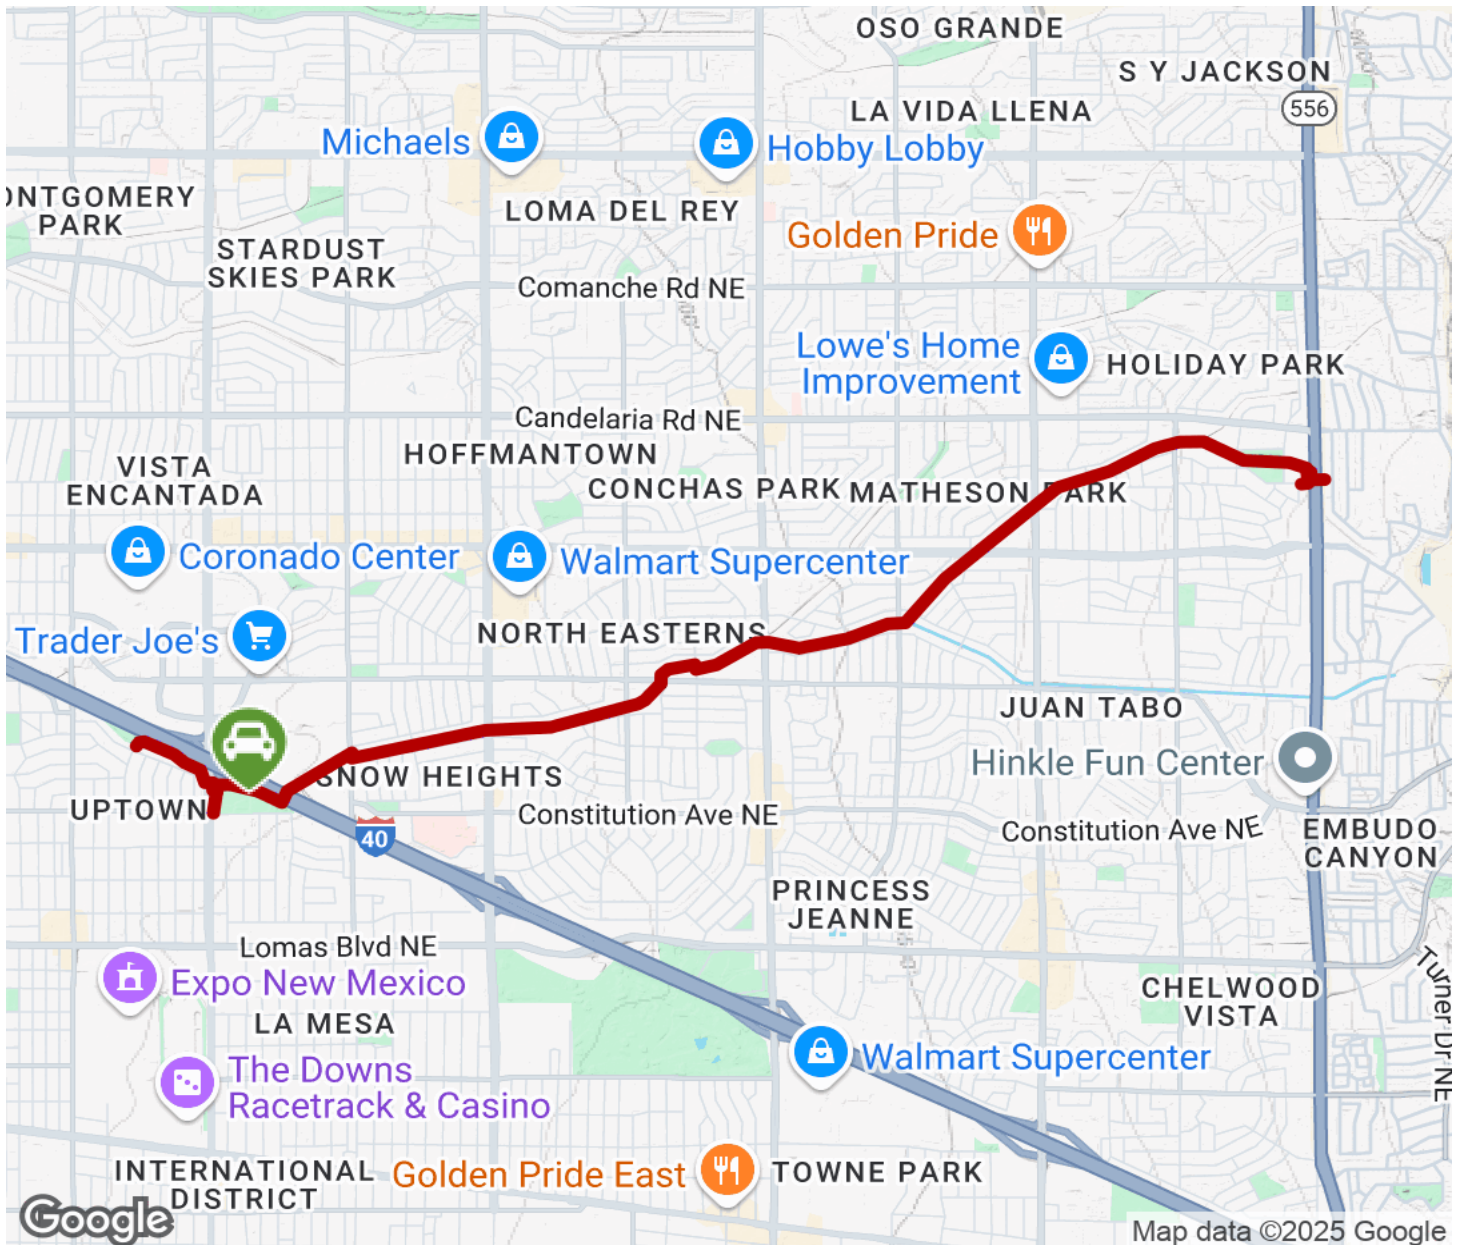 OSO GRANDE
S Y JACKSON
556
LA VIDA LLENA
Michaels
Hobby Lobby
ONTGOMERY
PARK
LOMA DEL REY
Golden Pride
STARDUST
SKIES PARK
Comanche Rd NE
Lowe's Home
Improvement
HOLIDAY PARK
Candelaria Rd NE
HOFFMANTOWN
VISTA
ENCANTADA
CONCHAS PARK
MATHESON PARK
Coronado Center
Walmart Supercenter
Trader Joe's
NORTH EASTERNS
JUAN TABO
SNOW HEIGHTS
Hinkle Fun Center
UPTOWN
Constitution Ave NE
Constitution Ave NE
40
EMBUDO
CANYON
PRINCESS
JEANNE
Lomas Blvd NE
Expo New Mexico
CHELWOOD
VISTA
Turner Dr NE
LA MESA
Walmart Supercenter
The Downs
Racetrack & Casino
INTERNATIONAL
DISTRICT
Golden Pride East
TOWNE PARK
Google
Map data ©2025 Google